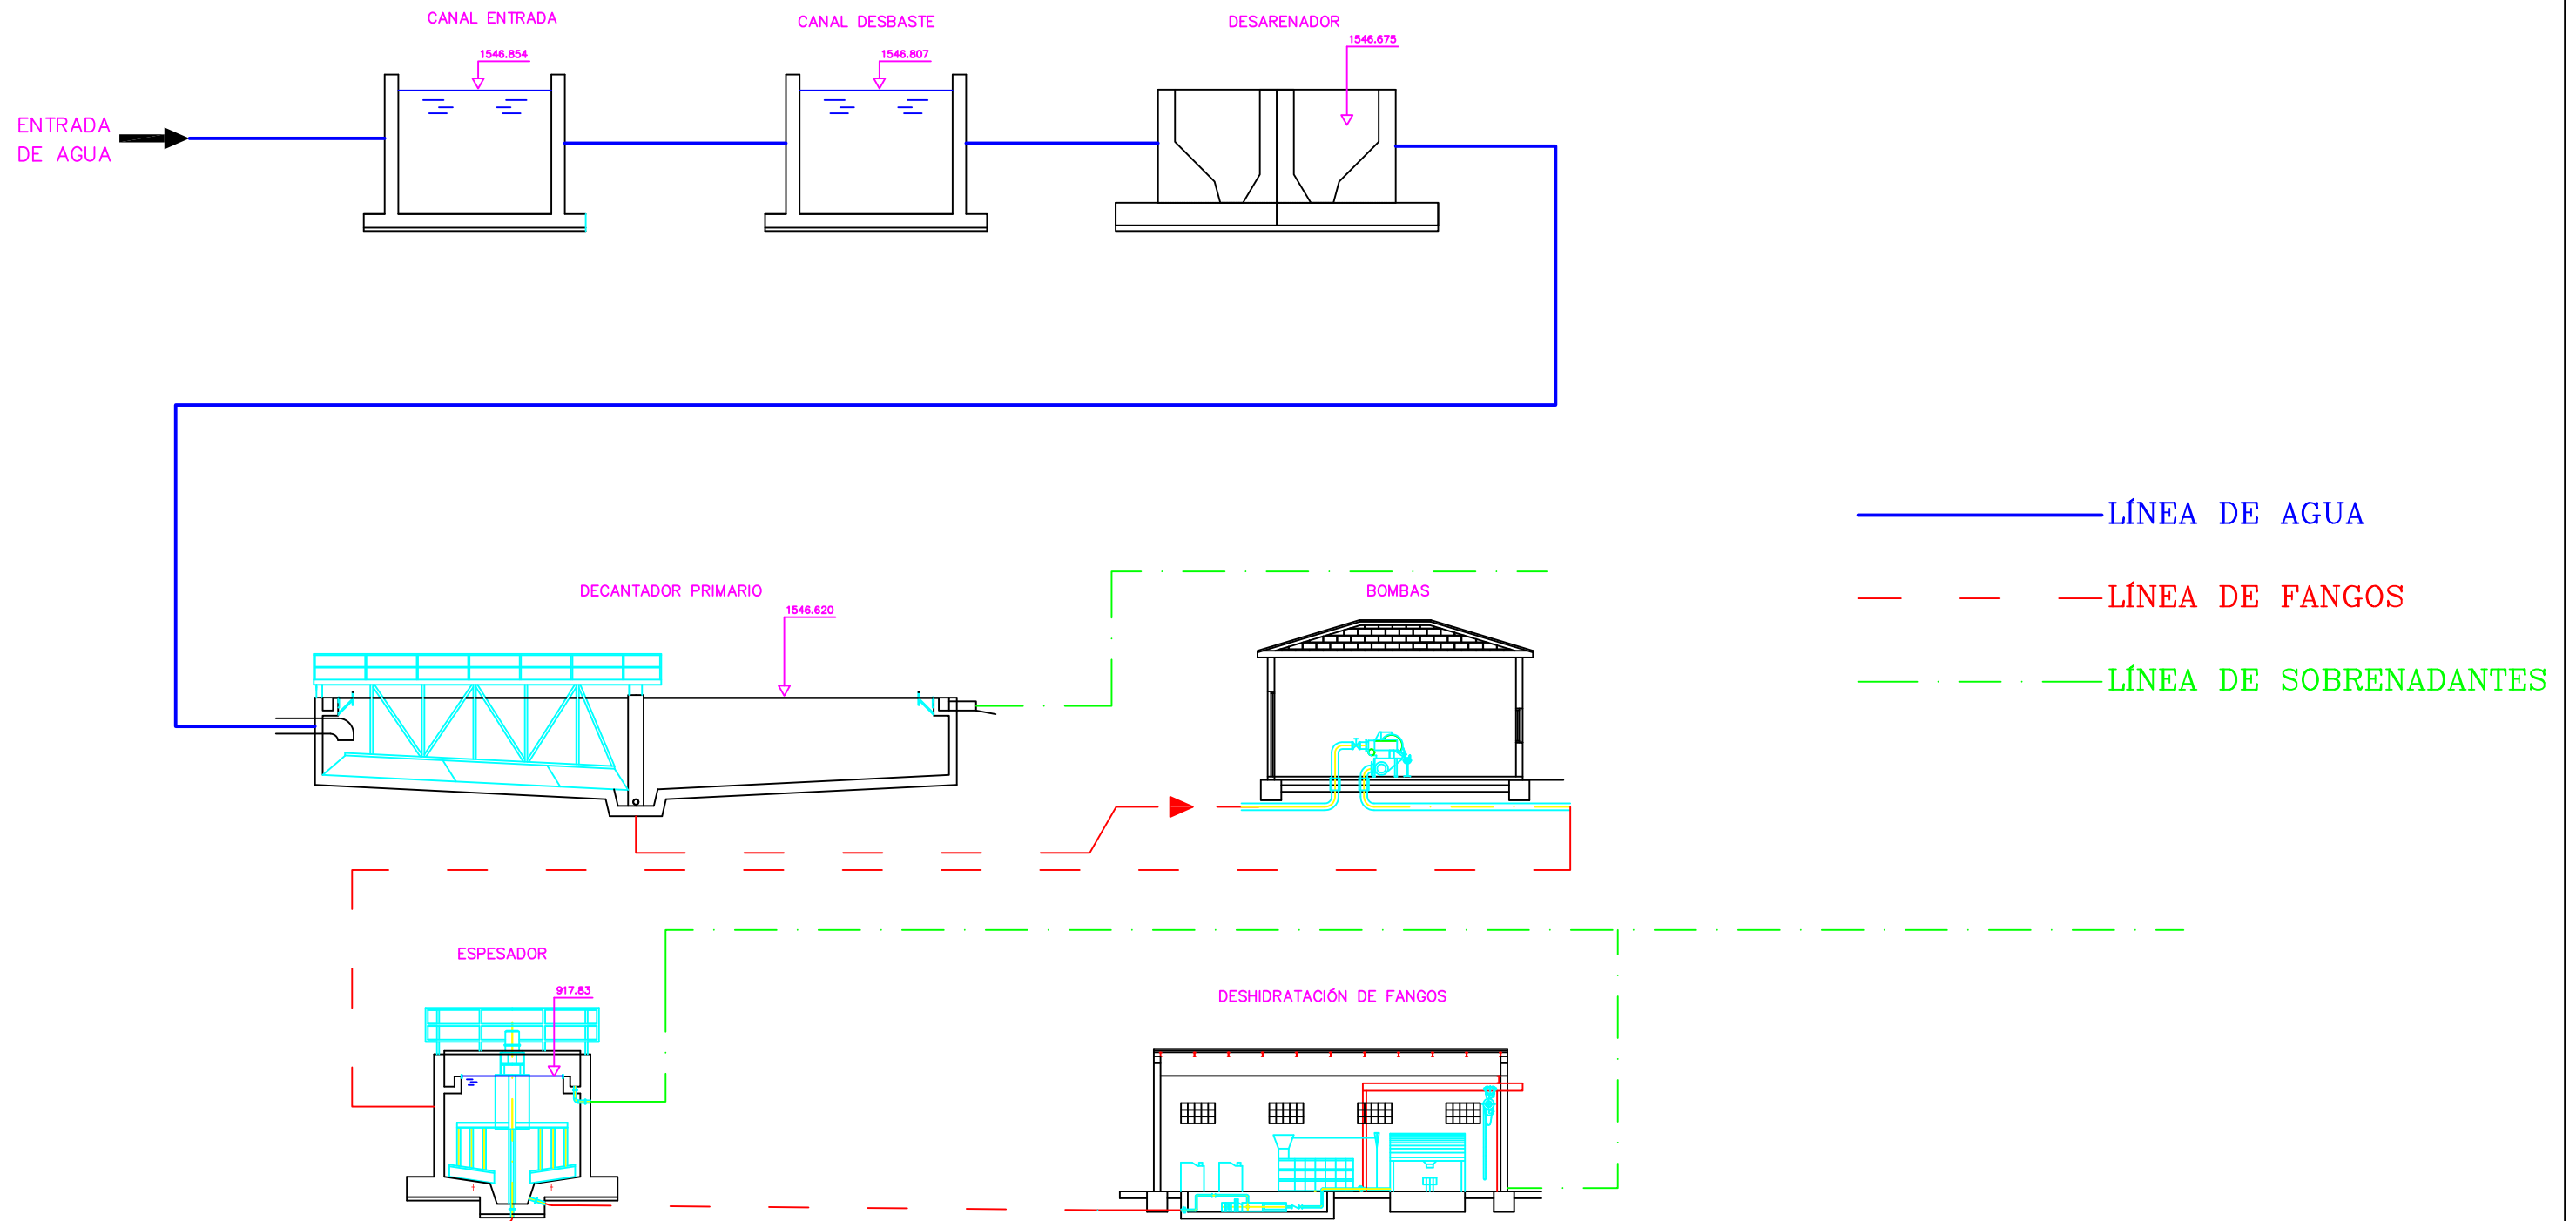 CANAL ENTRADA
1546.854
CANAL DESBASTE
1546.807
DESARENADOR
1546.675
ENTRADA
DE AGUA
LÍNEA DE AGUA
LÍNEA DE FANGOS
LÍNEA DE SOBRENADANTES
DECANTADOR PRIMARIO
1546.620
BOMBAS
ESPESADOR
917.83
DESHIDRATACIÓN DE FANGOS